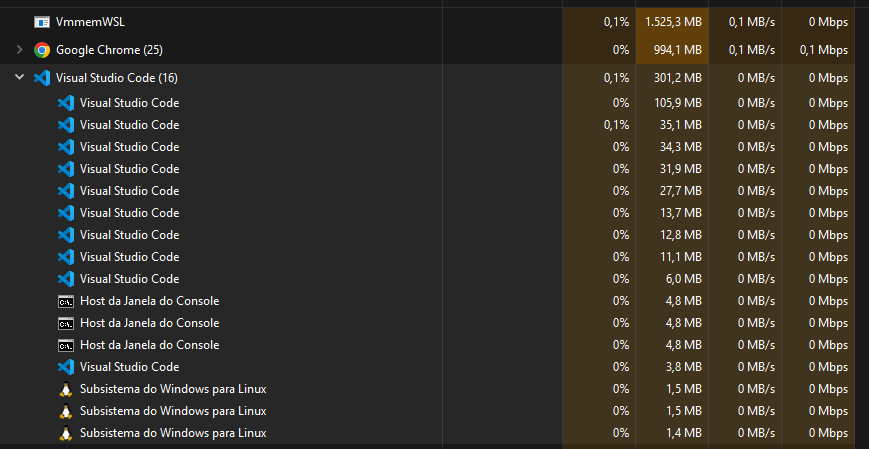 VmmemWSL 0,1% 1.525,3 MB 0,1 MB/s 0 Mbps
Google Chrome (25) 0% 994,1 MB 0,1 MB/s 0,1 Mbps
Visual Studio Code (16) 0,1% 301,2 MB 0 MB/s 0 Mbps
Visual Studio Code 0% 105,9 MB 0 MB/s 0 Mbps
Visual Studio Code 0,1% 35,1 MB 0 MB/s 0 Mbps
Visual Studio Code 0% 34,3 MB 0 MB/s 0 Mbps
Visual Studio Code 0% 31,9 MB 0 MB/s 0 Mbps
Visual Studio Code 0% 27,7 MB 0 MB/s 0 Mbps
Visual Studio Code 0% 13,7 MB 0 MB/s 0 Mbps
Visual Studio Code 0% 12,8 MB 0 MB/s 0 Mbps
Visual Studio Code 0% 11,1 MB 0 MB/s 0 Mbps
Visual Studio Code 0% 6,0 MB 0 MB/s 0 Mbps
Host da Janela do Console 0% 4,8 MB 0 MB/s 0 Mbps
Host da Janela do Console 0% 4,8 MB 0 MB/s 0 Mbps
Host da Janela do Console 0% 4,8 MB 0 MB/s 0 Mbps
Visual Studio Code 0% 3,8 MB 0 MB/s 0 Mbps
Subsistema do Windows para Linux 0% 1,5 MB 0 MB/s 0 Mbps
Subsistema do Windows para Linux 0% 1,5 MB 0 MB/s 0 Mbps
Subsistema do Windows para Linux 0% 1,4 MB 0 MB/s 0 Mbps